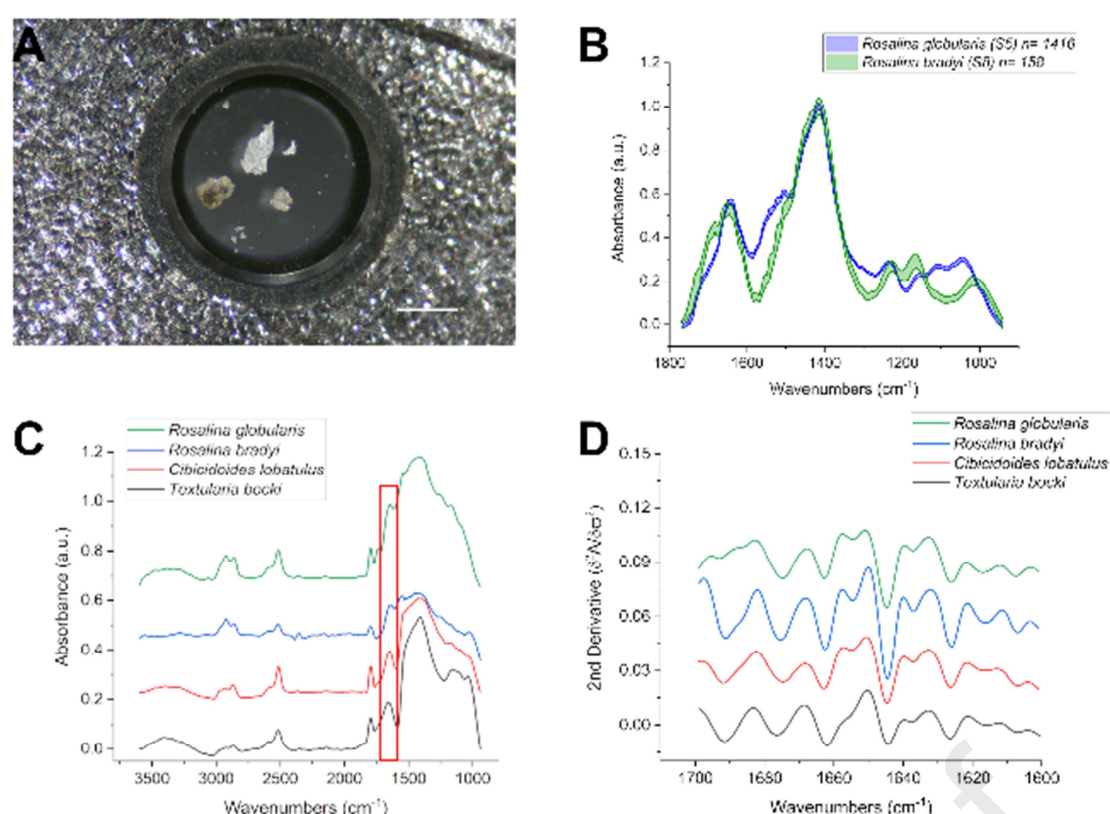 A
B
Rosalina globularis (S5) n= 1416
Rosalina bradyi (S8) n= 158
1.2
1.0
0.8
0.6
0.4
0.2
0.0
Absorbance (a.u.)
1800
1600
1400
1200
1000
Wavenumbers (cm⁻¹)
C
Rosalina globularis
Rosalina bradyi
Cibicidoides lobatulus
Textularia bocki
1.2
1.0
0.8
0.6
0.4
0.2
0.0
Absorbance (a.u.)
3500
3000
2500
2000
1500
1000
Wavenumbers (cm⁻¹)
D
Rosalina globularis
Rosalina bradyi
Cibicidoides lobatulus
Textularia bocki
0.15
0.12
0.09
0.06
0.03
0.00
2nd Derivative
1700
1680
1660
1640
1620
1600
Wavenumbers (cm⁻¹)